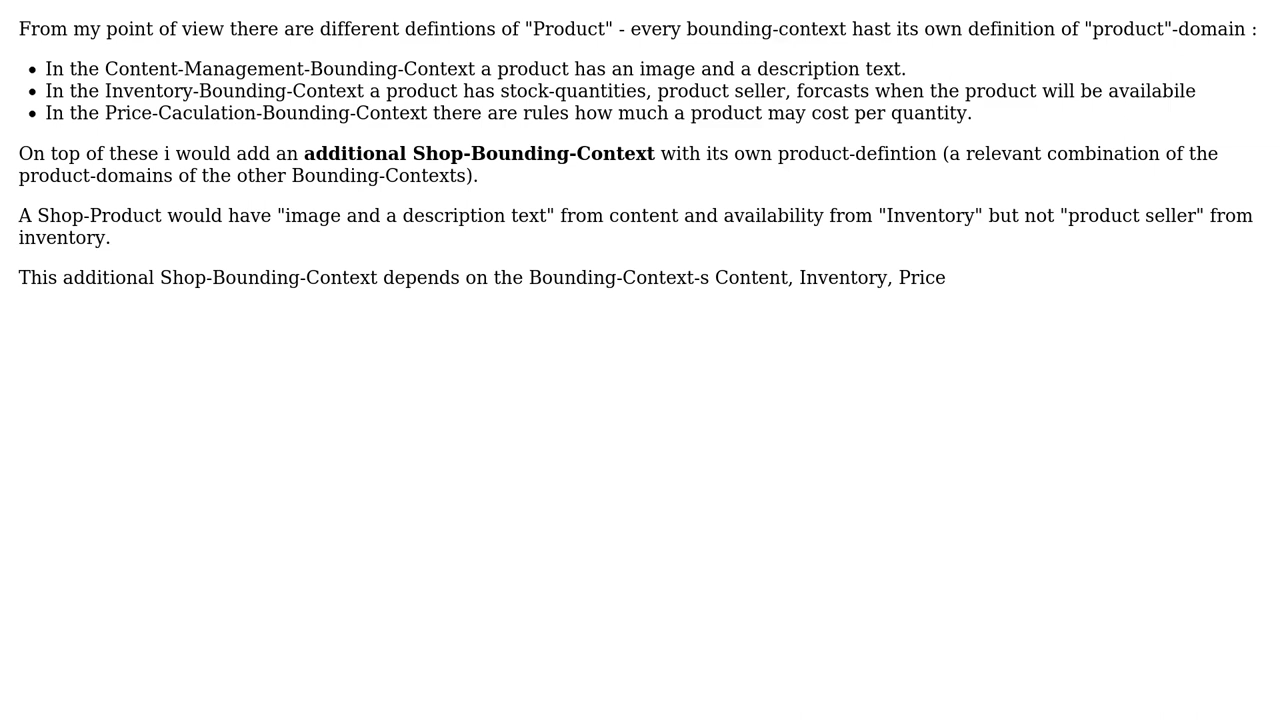 From my point of view there are different defintions of "Product" - every bounding-context hast its own definition of "product"-domain :
• In the Content-Management-Bounding-Context a product has an image and a description text.
• In the Inventory-Bounding-Context a product has stock-quantities, product seller, forcasts when the product will be availabile
• In the Price-Caculation-Bounding-Context there are rules how much a product may cost per quantity.
On top of these i would add an additional Shop-Bounding-Context with its own product-defintion (a relevant combination of the
product-domains of the other Bounding-Contexts).
A Shop-Product would have "image and a description text" from content and availability from "Inventory" but not "product seller" from
inventory.
This additional Shop-Bounding-Context depends on the Bounding-Context-s Content, Inventory, Price